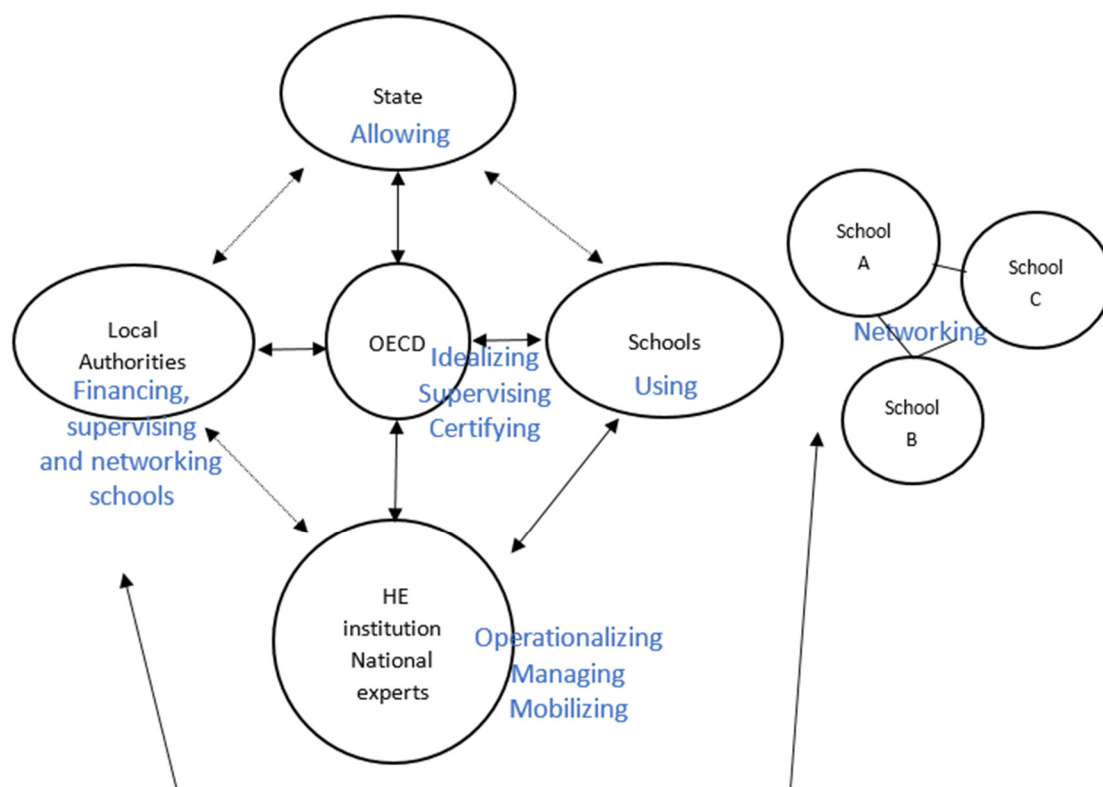 State
Allowing
School
A
School
C
Networking
School
B
Local
Authorities
Financing,
supervising
and networking
schools
OECD
Idealizing
Supervising
Certifying
Schools
Using
HE
institution
National
experts
Operationalizing
Managing
Mobilizing